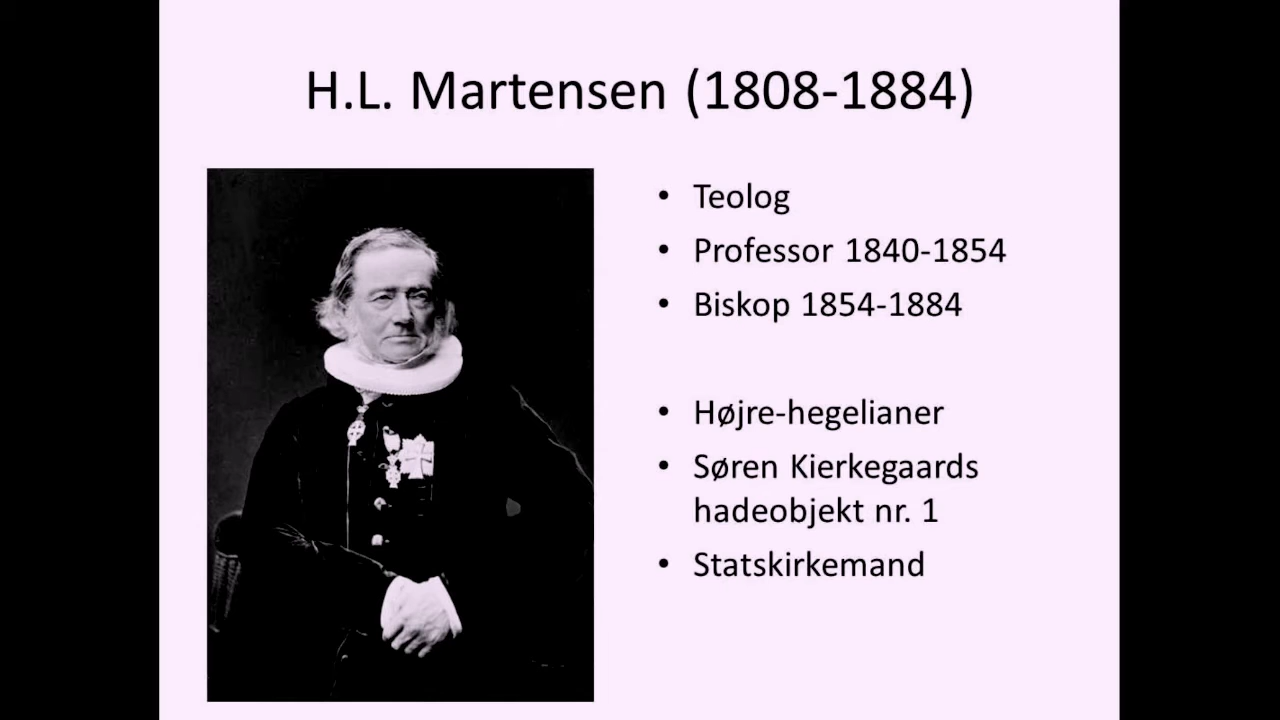 H.L. Martensen (1808-1884)
• Teolog
• Professor 1840-1854
• Biskop 1854-1884
• Højre-hegelianer
• Søren Kierkegaards
hadeobjekt nr. 1
• Statskirkemand